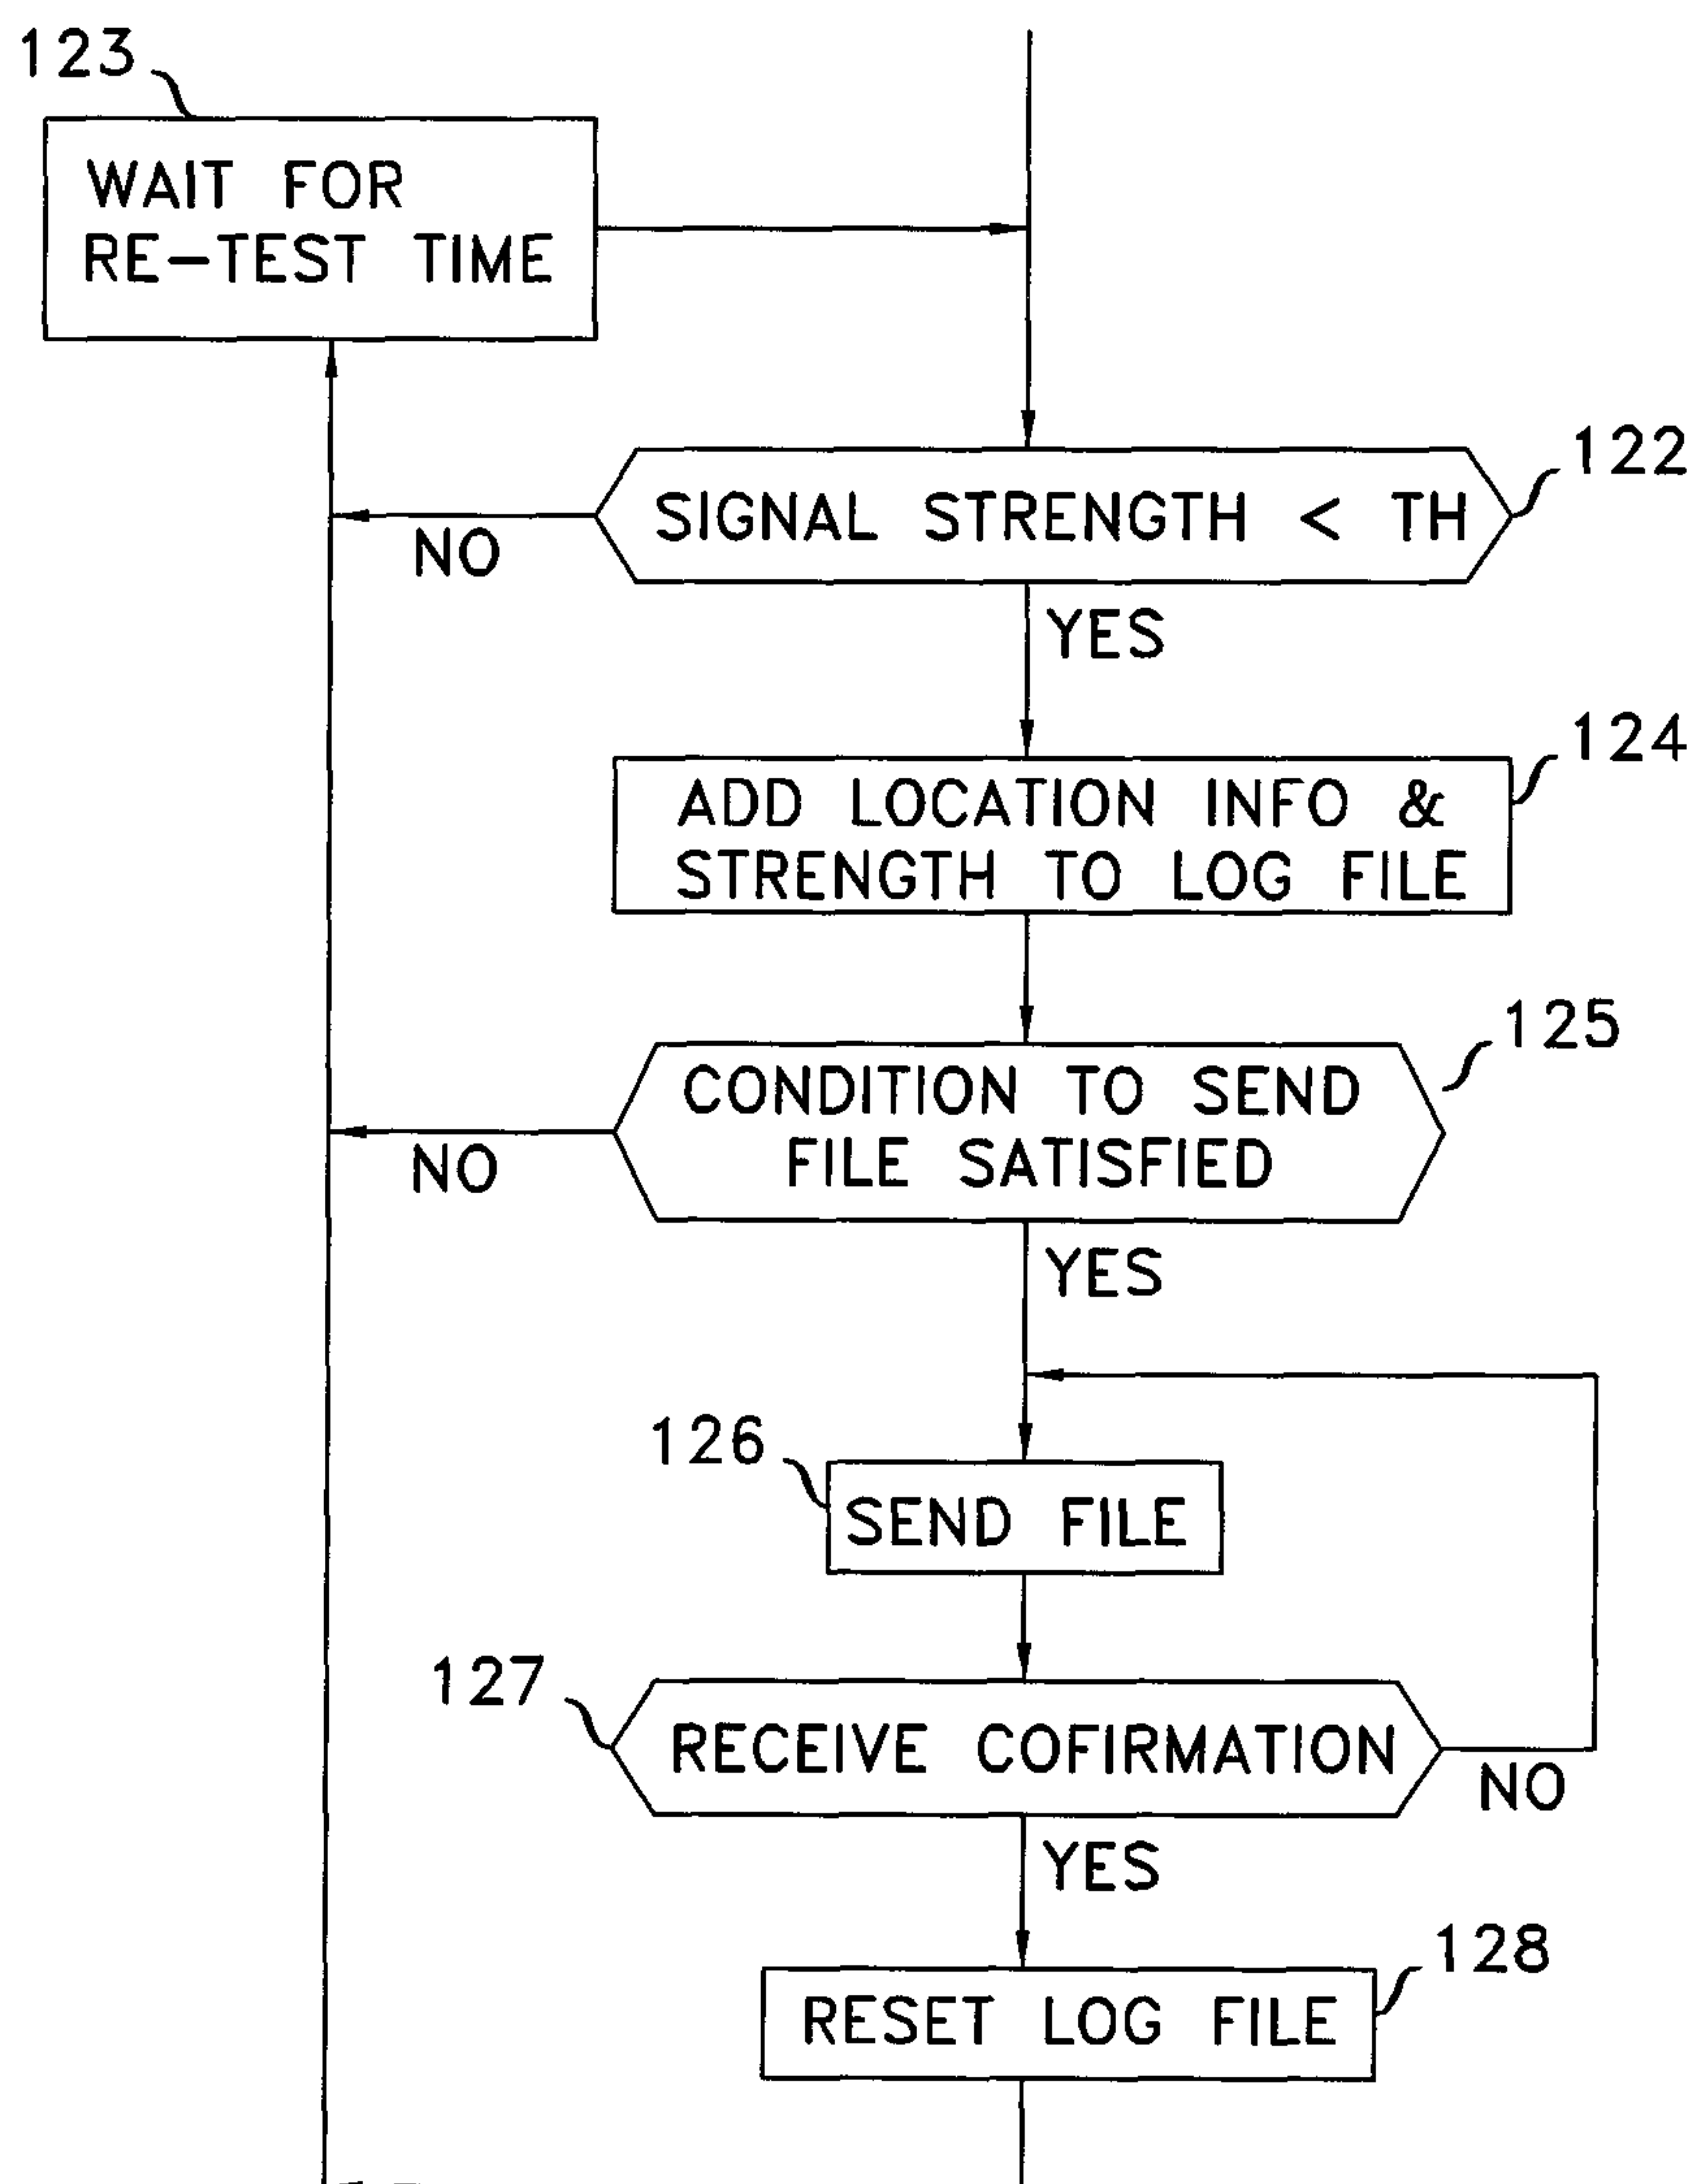 123
WAIT FOR
RE-TEST TIME
122
SIGNAL STRENGTH < TH
NO
YES
124
ADD LOCATION INFO &
STRENGTH TO LOG FILE
125
CONDITION TO SEND
FILE SATISFIED
NO
YES
126
SEND FILE
127
RECEIVE COFIRMATION
NO
YES
128
RESET LOG FILE